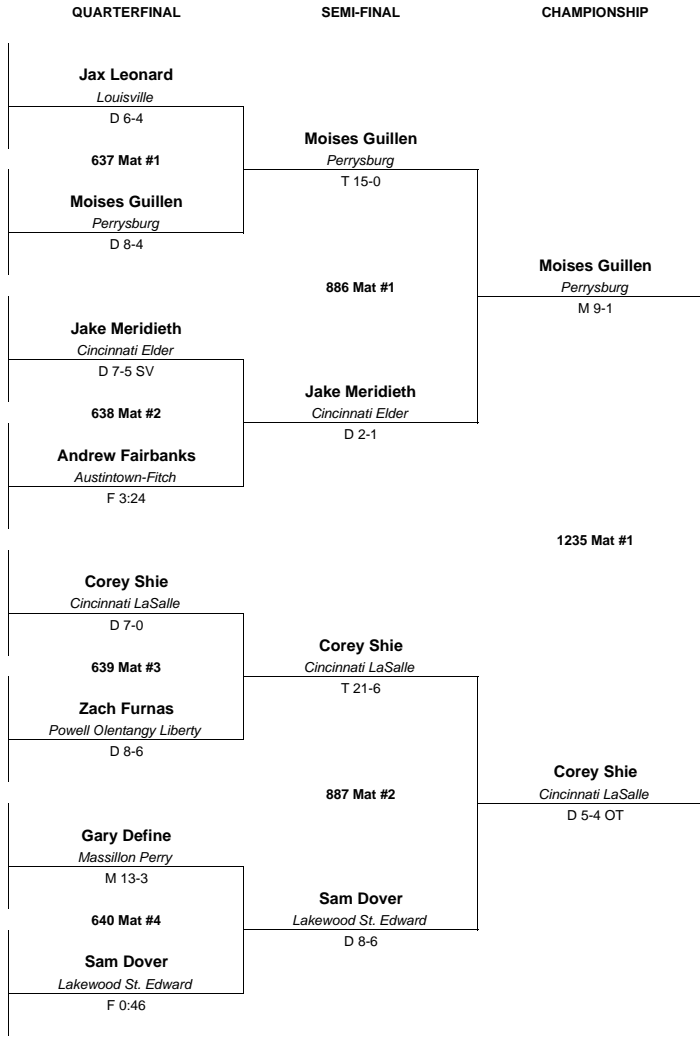 QUARTERFINAL SEMI-FINAL CHAMPIONSHIP
Jax Leonard
Louisville
D 6-4
637 Mat #1
Moises Guillen
Perrysburg
D 8-4
Moises Guillen
Perrysburg
T 15-0
Jake Meridieth
Cincinnati Elder
D 7-5 SV
638 Mat #2
Andrew Fairbanks
Austintown-Fitch
F 3:24
Jake Meridieth
Cincinnati Elder
D 2-1
886 Mat #1
Moises Guillen
Perrysburg
M 9-1
1235 Mat #1
Corey Shie
Cincinnati LaSalle
D 7-0
639 Mat #3
Zach Furnas
Powell Olentangy Liberty
D 8-6
Corey Shie
Cincinnati LaSalle
T 21-6
887 Mat #2
Gary Define
Massillon Perry
M 13-3
640 Mat #4
Sam Dover
Lakewood St. Edward
F 0:46
Sam Dover
Lakewood St. Edward
D 8-6
Corey Shie
Cincinnati LaSalle
D 5-4 OT